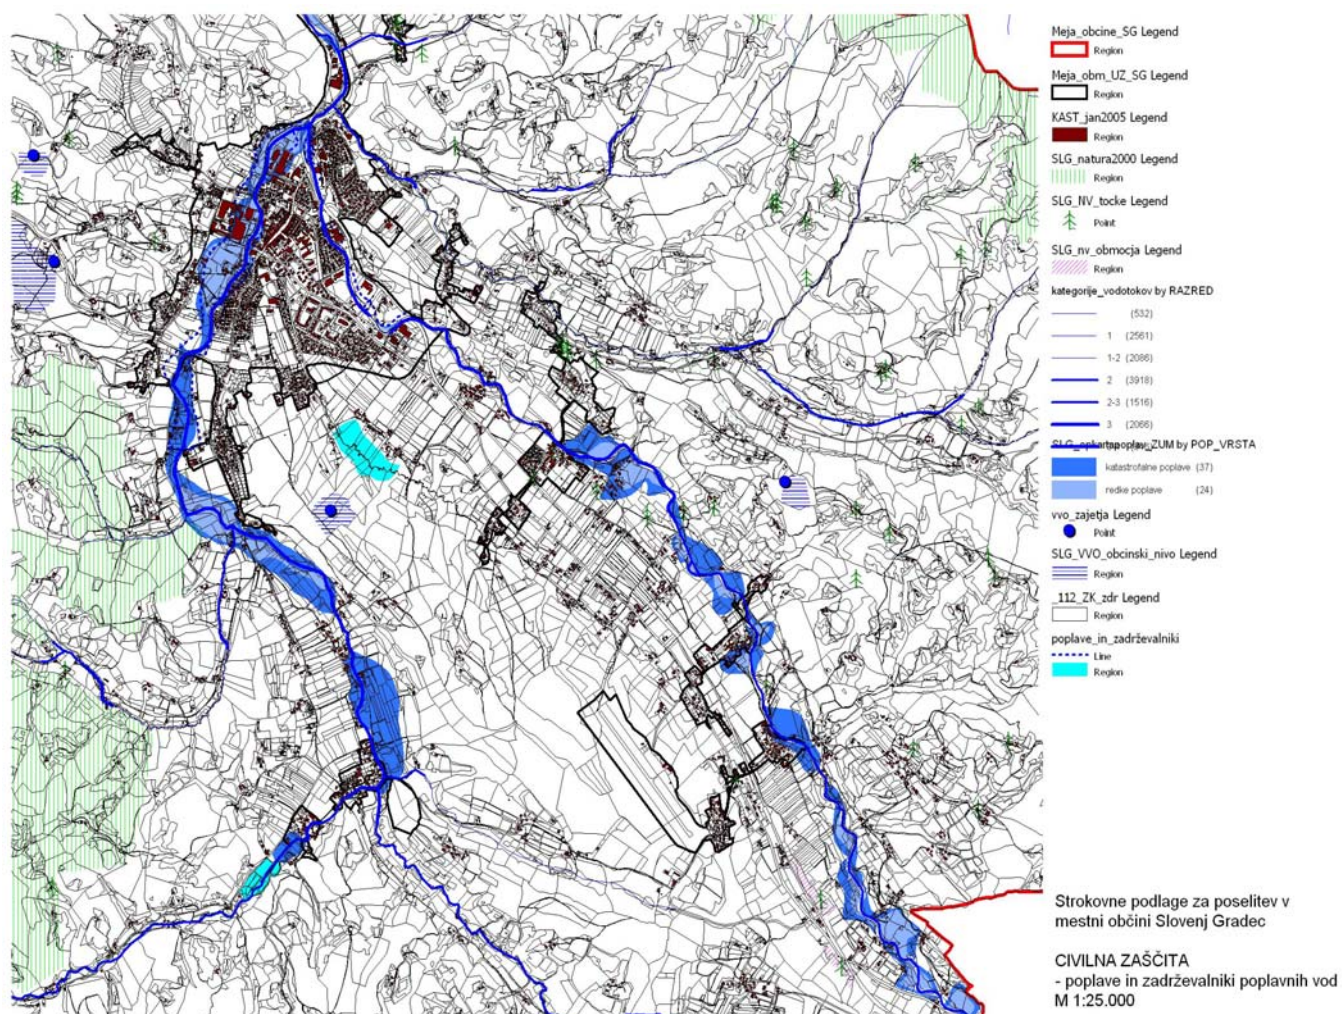 Meja_obcine_SG Legend
Region
Meja_obm_UZ_SG Legend
Region
KAST_jan2005 Legend
Region
SLG_natura2000 Legend
Region
SLG_NV_tocke Legend
Point
SLG_nv_obmocja Legend
Region
kategorije_vodotokov by RAZRED
(532)
1 (2561)
1-2 (2086)
2 (3918)
2-3 (1516)
3 (2066)
by POP_VRSTA
katastrofalne poplave (37)
redke poplave (24)
vvo_zajetja Legend
Point
SLG_VVO_obcinski_nivo Legend
Region
_112_ZK_zdr Legend
Region
poplave_in_zadrževalniki
Line
Region
Strokovne podlage za poselitev v
mestni občini Slovenj Gradec
CIVILNA ZAŠČITA
- poplave in zadrževalniki poplavnih vod
M 1:25.000